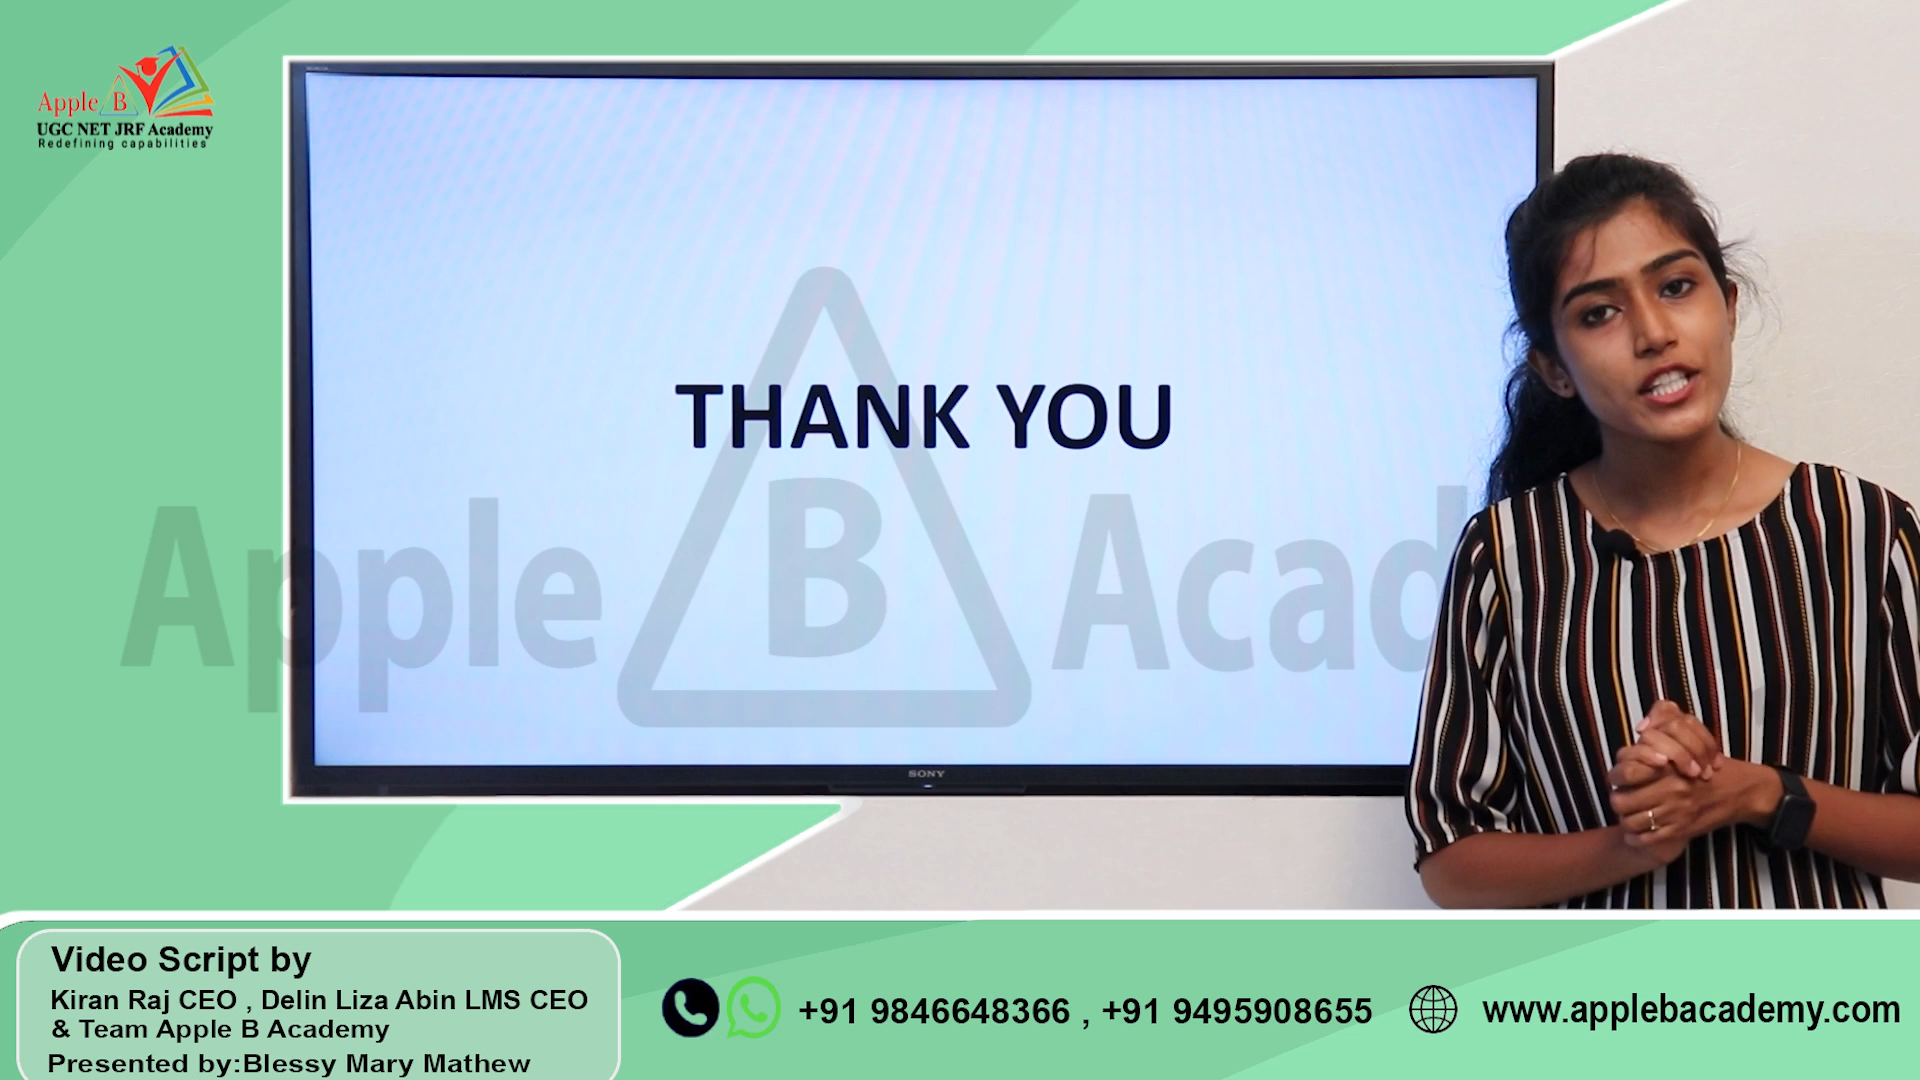 Apple B
UGC NET JRF Academy
Redefining capabilities
THANK YOU
Apple B Acade
SONY
Video Script by
Kiran Raj CEO , Delin Liza Abin LMS CEO
& Team Apple B Academy
Presented by:Blessy Mary Mathew
+91 9846648366 , +91 9495908655
www.applebacademy.com